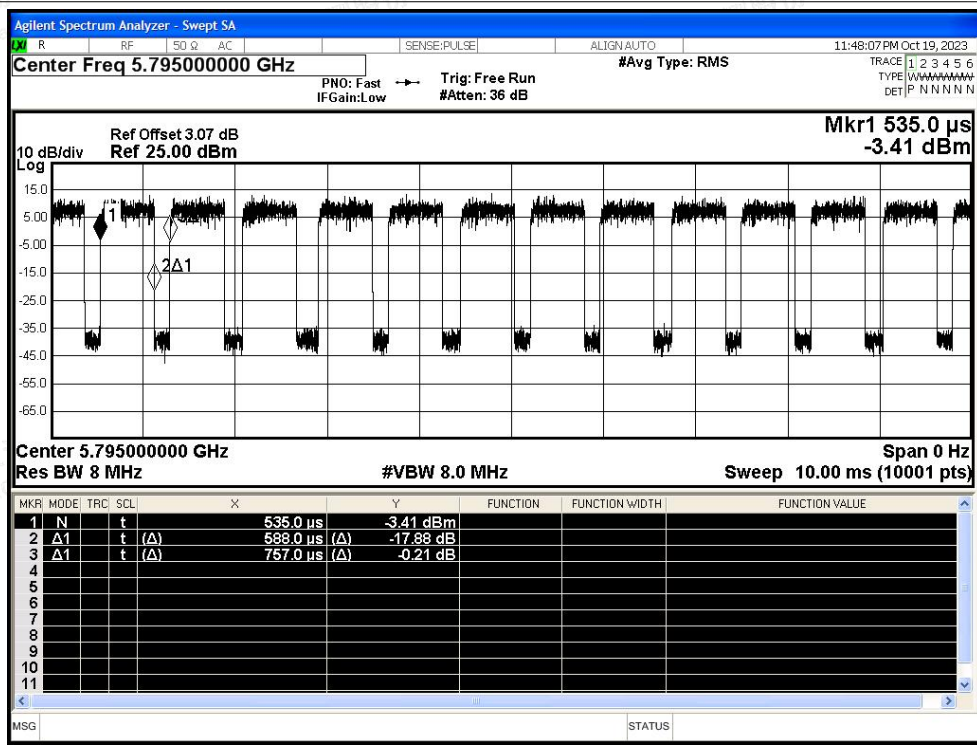 Agilent Spectrum Analyzer - Swept SA
LXI R RF 50 Ω AC SENSE:PULSE ALIGN AUTO 11:48:07 PM Oct 19, 2023
Center Freq 5.795000000 GHz #Avg Type: RMS TRACE 1 2 3 4 5 6
PNO: Fast Trig: Free Run TYPE
IFGain:Low #Atten: 36 dB DET P N N N N N
Ref Offset 3.07 dB Mkr1 535.0 µs
10 dB/div Ref 25.00 dBm -3.41 dBm
Log
15.0
5.00
1
-5.00
2Δ1
-15.0
-25.0
-35.0
-45.0
-55.0
-65.0
Center 5.795000000 GHz Span 0 Hz
Res BW 8 MHz #VBW 8.0 MHz Sweep 10.00 ms (10001 pts)
MKR MODE TRC SCL X Y FUNCTION FUNCTION WIDTH FUNCTION VALUE
1 N t 535.0 µs -3.41 dBm
2 Δ1 t (Δ) 588.0 µs (Δ) -17.88 dB
3 Δ1 t (Δ) 757.0 µs (Δ) -0.21 dB
4
5
6
7
8
9
10
11
MSG STATUS